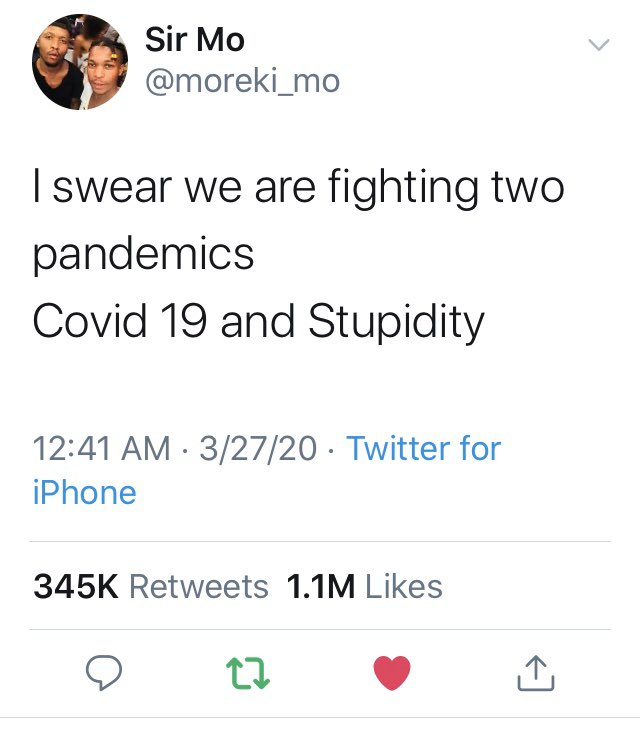 Sir Mo
@moreki_mo
I swear we are fighting two
pandemics
Covid 19 and Stupidity
12:41 AM · 3/27/20 · Twitter for
iPhone
345K Retweets 1.1M Likes